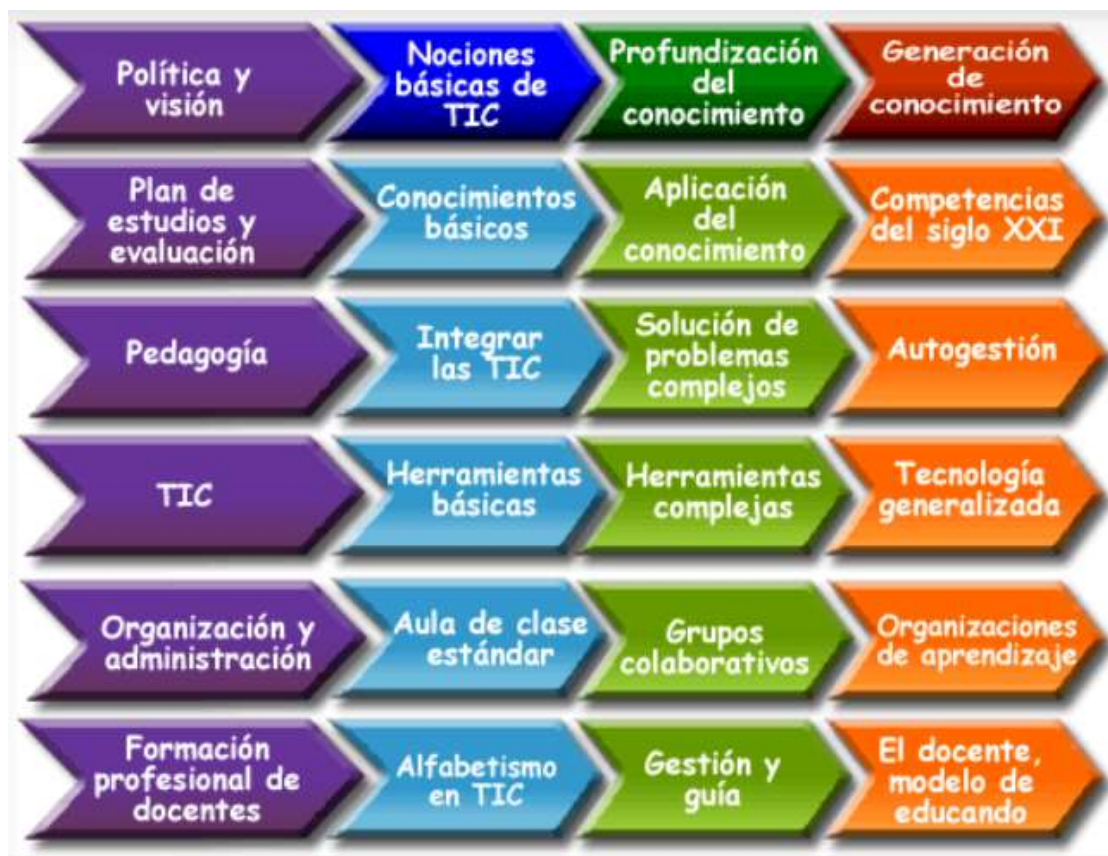 Política y
visión
Nociones
básicas de
TIC
Profundización
del
conocimiento
Generación
de
conocimiento
Plan de
estudios y
evaluación
Conocimientos
básicos
Aplicación
del
conocimiento
Competencias
del siglo XXI
Pedagogía
Integrar
las TIC
Solución de
problemas
complejos
Autogestión
TIC
Herramientas
básicas
Herramientas
complejas
Tecnología
generalizada
Organización y
administración
Aula de clase
estándar
Grupos
colaborativos
Organizaciones
de aprendizaje
Formación
profesional de
docentes
Alfabetismo
en TIC
Gestión y
guía
El docente,
modelo de
educando